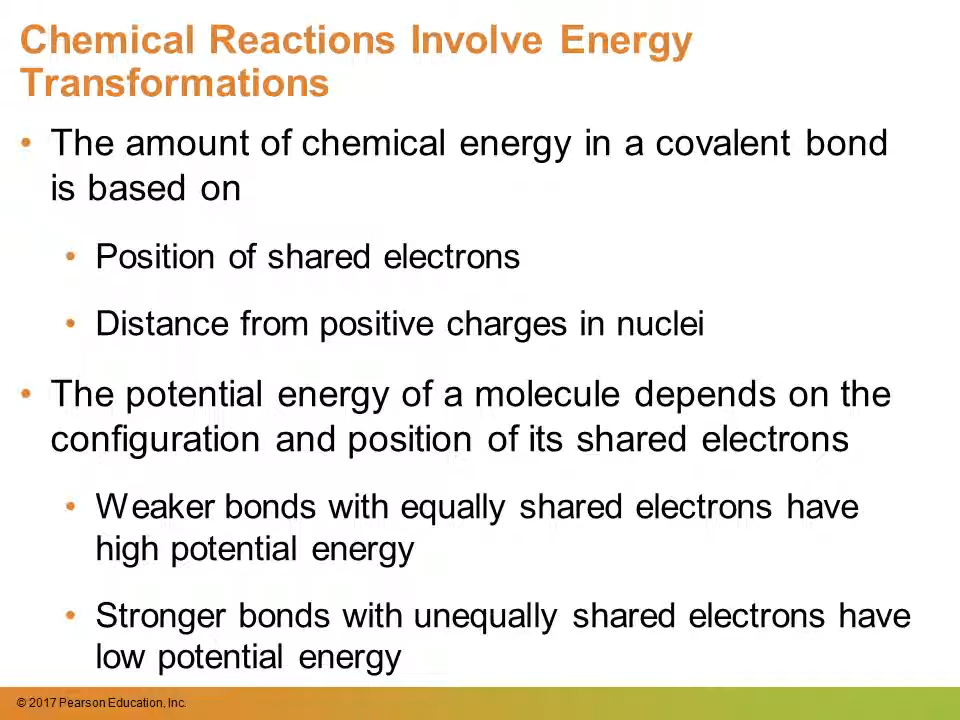 Chemical Reactions Involve Energy
Transformations
• The amount of chemical energy in a covalent bond
is based on
• Position of shared electrons
• Distance from positive charges in nuclei
• The potential energy of a molecule depends on the
configuration and position of its shared electrons
• Weaker bonds with equally shared electrons have
high potential energy
• Stronger bonds with unequally shared electrons have
low potential energy
© 2017 Pearson Education, Inc.